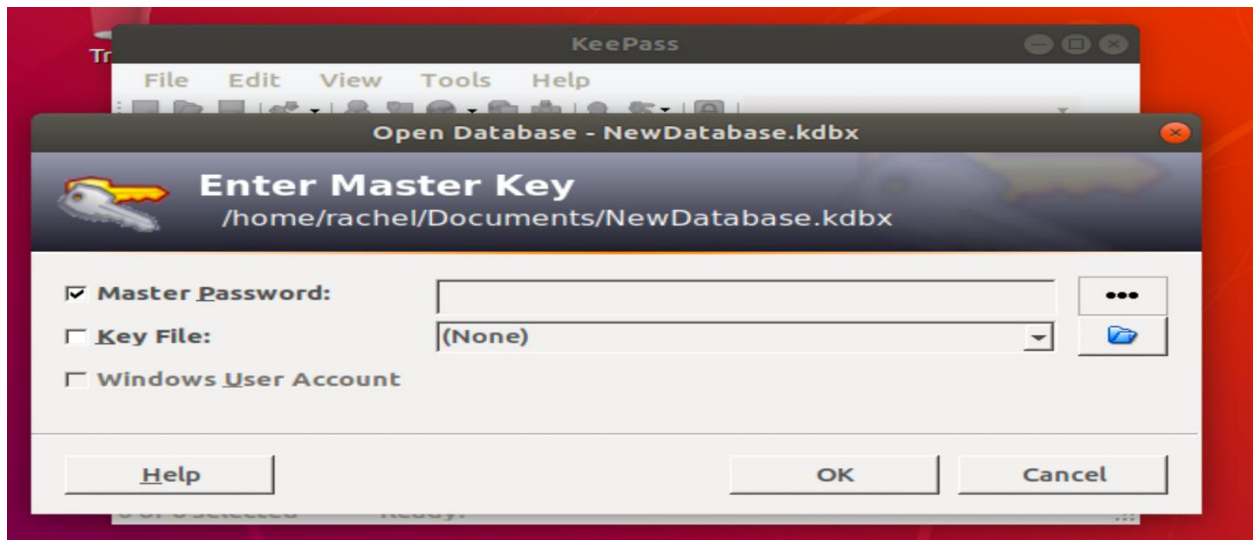 Tr
KeePass
File Edit View Tools Help
Open Database - NewDatabase.kdbx
Enter Master Key
/home/rachel/Documents/NewDatabase.kdbx
Master Password:
Key File: (None)
Windows User Account
Help OK Cancel